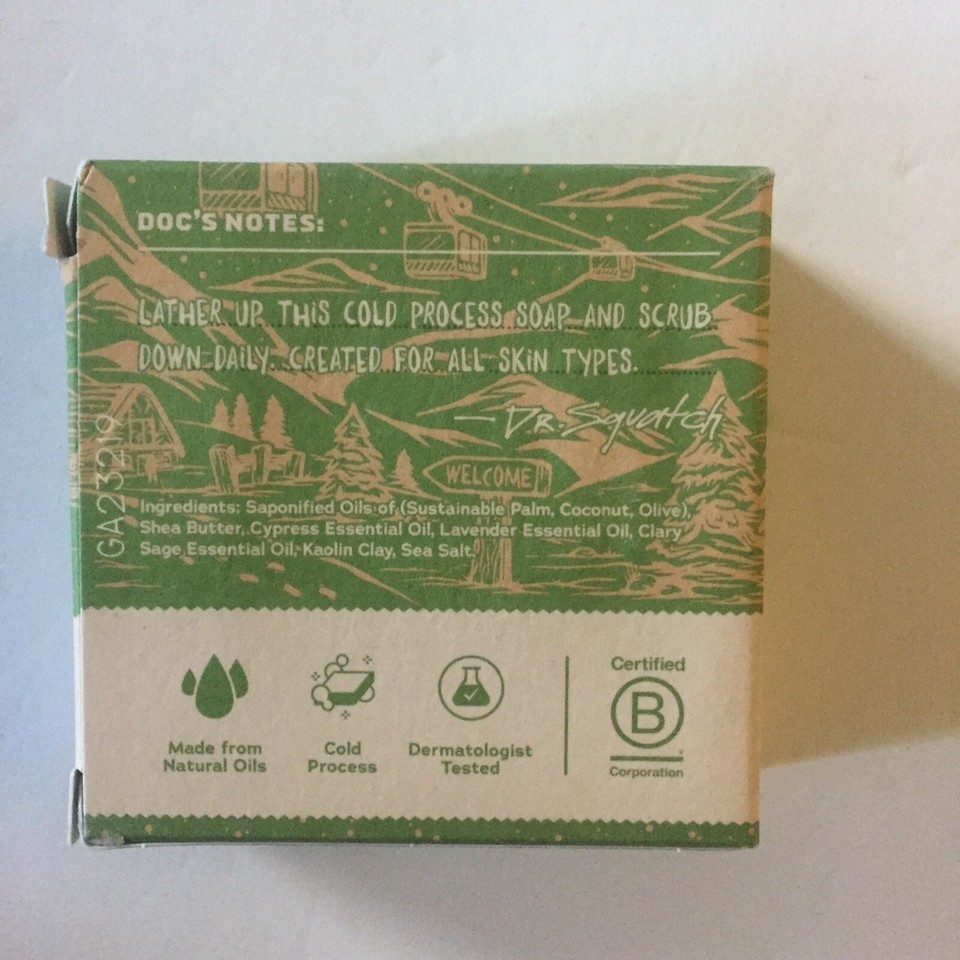 DOC'S NOTES:
LATHER UP THIS COLD PROCESS SOAP AND SCRUB
DOWN DAILY. CREATED FOR ALL SKIN TYPES.
— DR. Squatch
WELCOME
GA23219
Ingredients: Saponified Oils of (Sustainable Palm, Coconut, Olive),
Shea Butter, Cypress Essential Oil, Lavender Essential Oil, Clary
Sage Essential Oil, Kaolin Clay, Sea Salt.
Made from
Natural Oils
Cold
Process
Dermatologist
Tested
Certified
B
®
Corporation